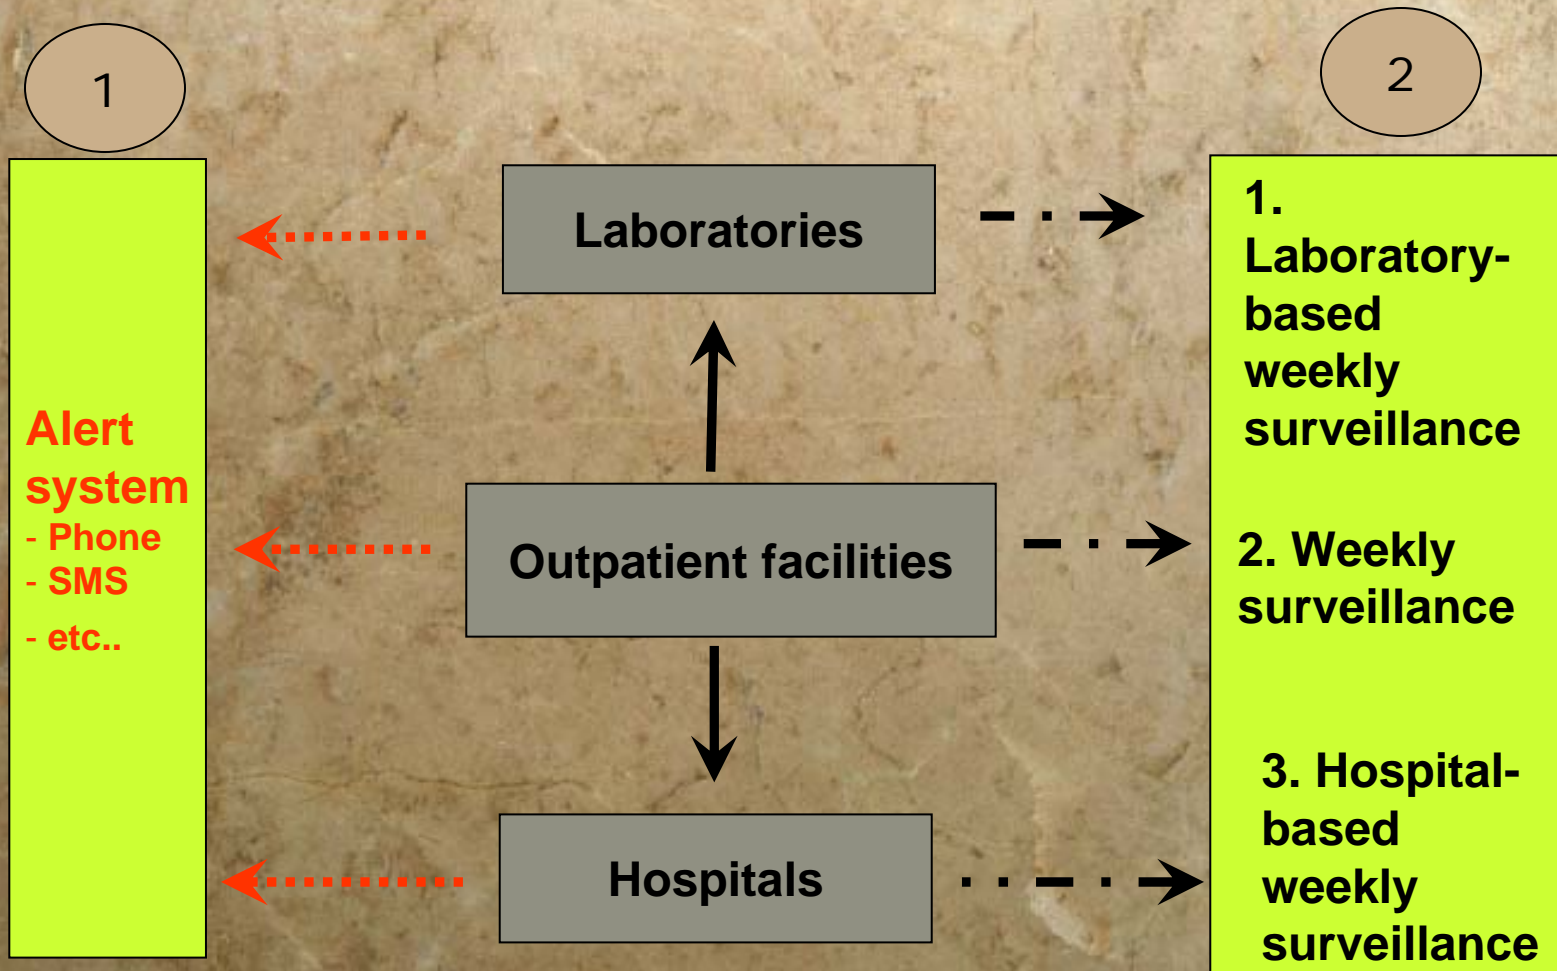 1
2
Alert
system
- Phone
- SMS
- etc..
Laboratories
Outpatient facilities
Hospitals
1.
Laboratory-
based
weekly
surveillance
2. Weekly
surveillance
3. Hospital-
based
weekly
surveillance